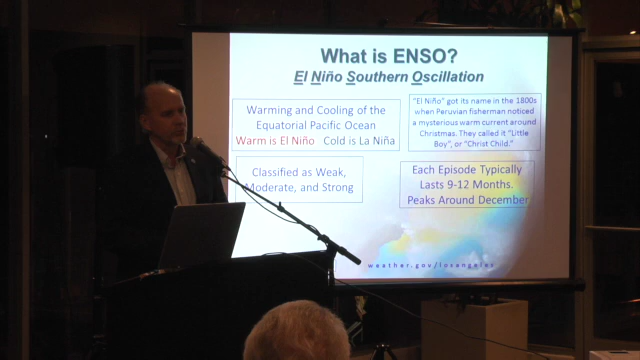 What is ENSO?
El Niño Southern Oscillation
Warming and Cooling of the
Equatorial Pacific Ocean
Warm is El Niño Cold is La Niña
"El Niño" got its name in the 1800s
when Peruvian fisherman noticed
a mysterious warm current around
Christmas. They called it "Little
Boy", or "Christ Child."
Classified as Weak,
Moderate, and Strong
Each Episode Typically
Lasts 9-12 Months.
Peaks Around December
weather.gov/losangeles